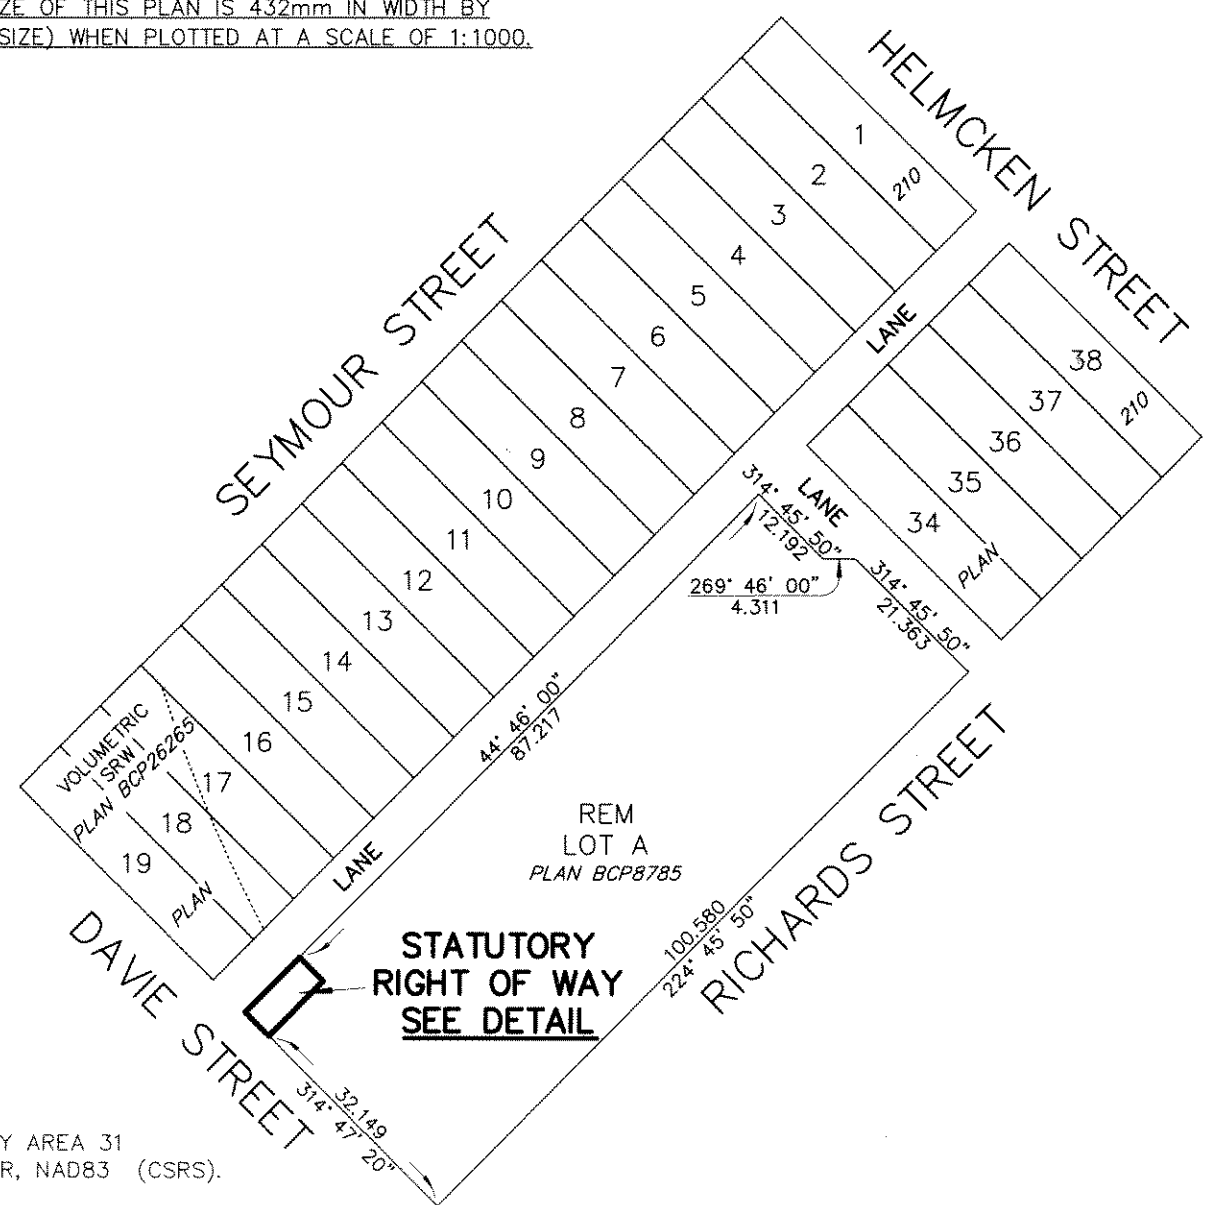 ZE OF THIS PLAN IS 432mm IN WIDTH BY
SIZE) WHEN PLOTTED AT A SCALE OF 1:1000.
HELMCKEN STREET
SEYMOUR STREET
1
210
2
3
4
5
6
7
8
9
10
11
12
13
14
15
16
17
18
19
VOLUMETRIC
SRW
PLAN BCP26265
PLAN
LANE
LANE
38
210
37
36
35
34
PLAN
LANE
314° 45' 50"
12.192
269° 46' 00"
4.311
314° 45' 50"
21.363
44° 46' 00"
87.217
REM
LOT A
PLAN BCP8785
100.580
224° 45' 50"
RICHARDS STREET
STATUTORY
RIGHT OF WAY
SEE DETAIL
DAVIE STREET
32.149
314° 47' 20"
Y AREA 31
R, NAD83 (CSRS).